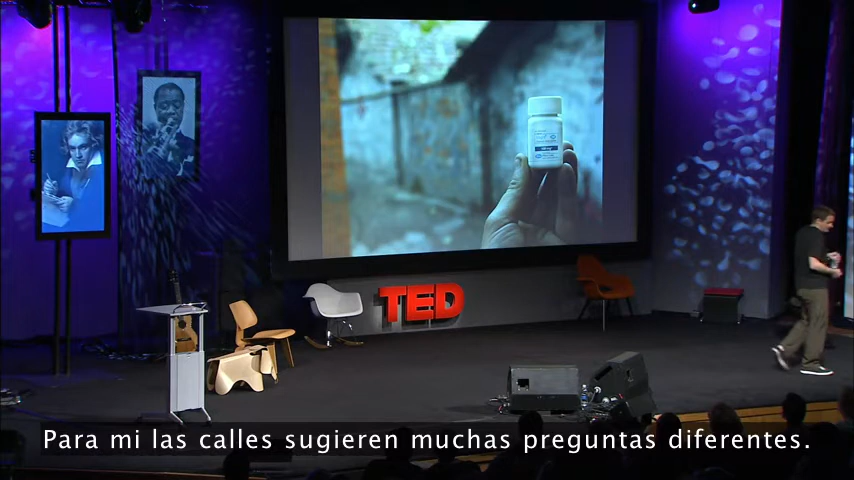 TED
Para mi las calles sugieren muchas preguntas diferentes.